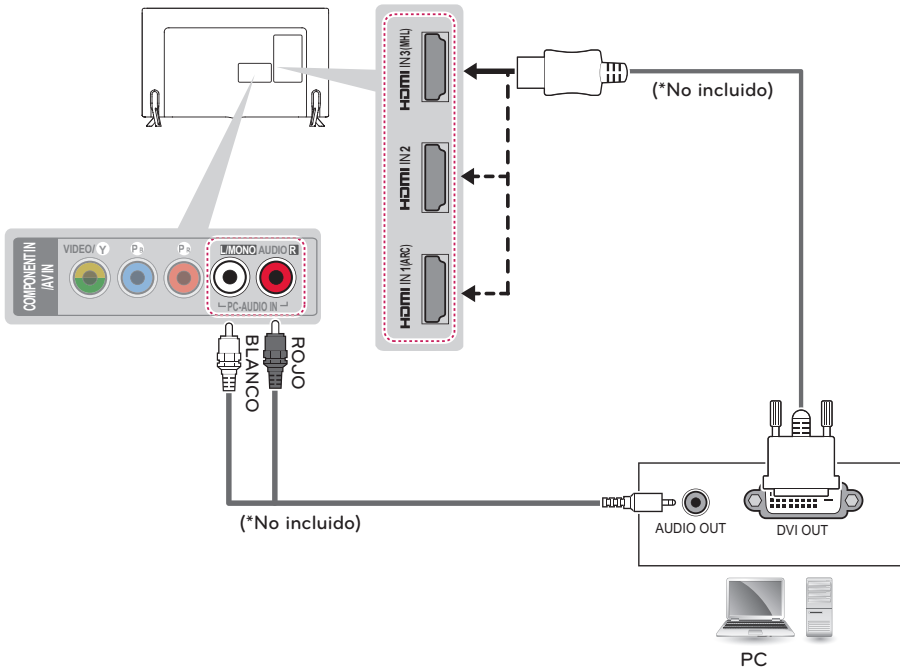 HDMI IN 3(MHL)
(*No incluido)
HDMI IN 2
HDMI IN 1(ARC)
COMPONENT IN
/AV IN
VIDEO/ Y
PB
PR
L/MONO AUDIO R
PC-AUDIO IN
BLANCO
ROJO
(*No incluido)
AUDIO OUT
DVI OUT
PC